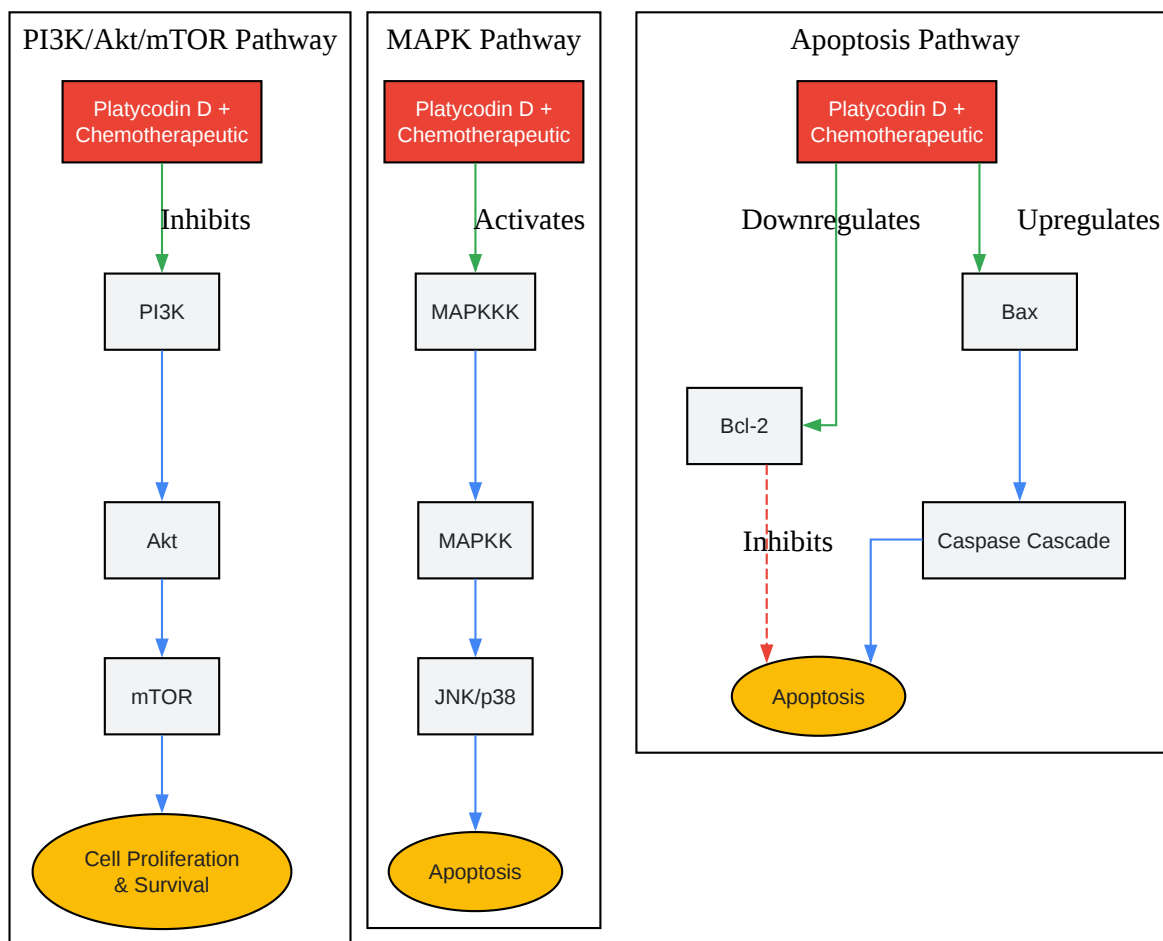 PI3K/Akt/mTOR Pathway
Platycodin D +
Chemotherapeutic
Inhibits
PI3K
Akt
mTOR
Cell Proliferation
& Survival
MAPK Pathway
Platycodin D +
Chemotherapeutic
Activates
MAPKKK
MAPKK
JNK/p38
Apoptosis
Apoptosis Pathway
Platycodin D +
Chemotherapeutic
Downregulates
Upregulates
Bax
Bcl-2
Inhibits
Caspase Cascade
Apoptosis